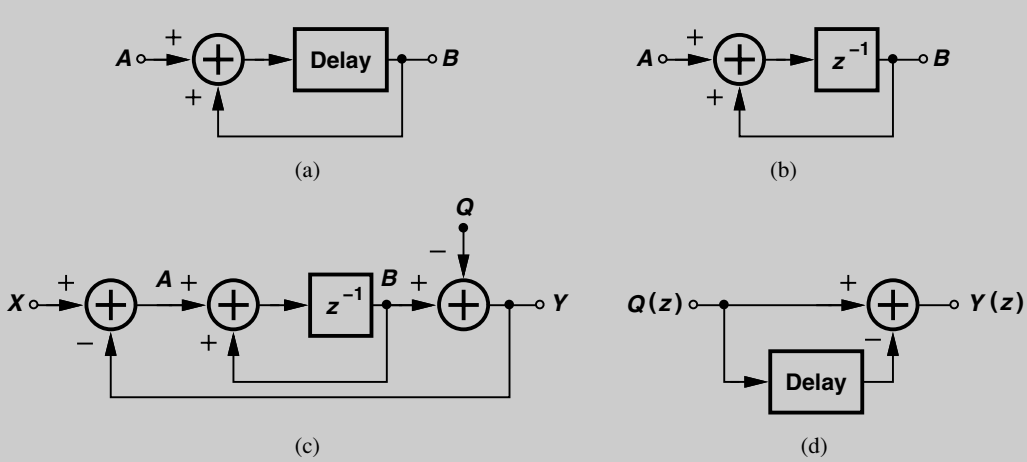 A + + Delay B
+
(a)
A + + z⁻¹ B
+
(b)
Q
−
X + + A + + z⁻¹ B + + Y
− +
(c)
Q(z) + + Y(z)
−
Delay
(d)